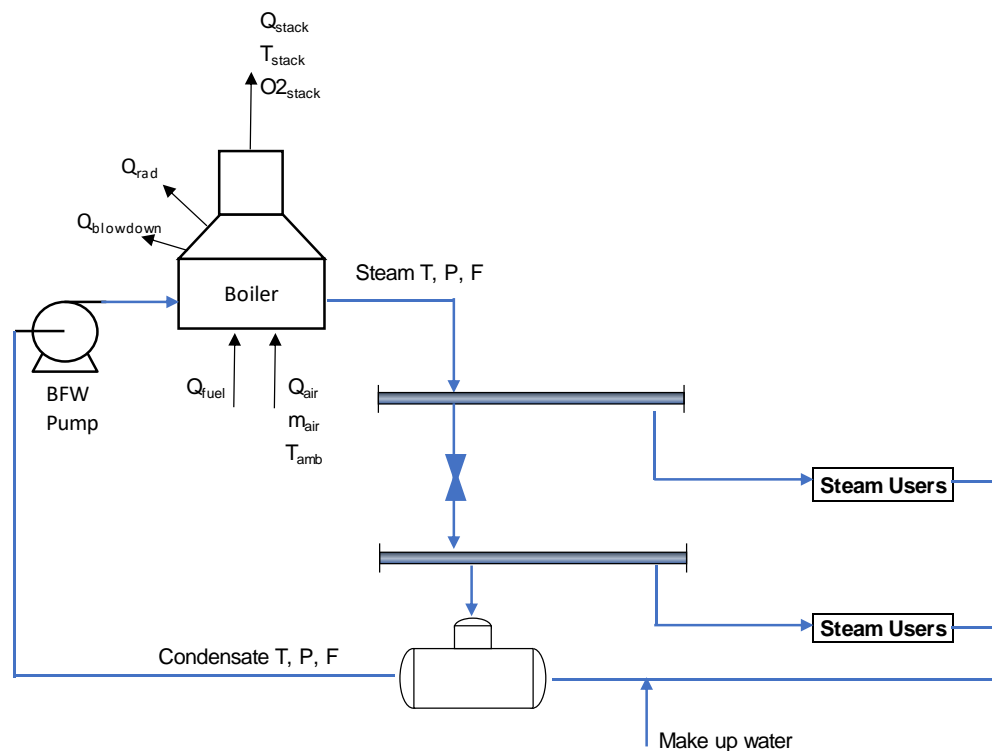 Qstack
Tstack
O2stack
Qrad
Qblowdown
Steam T, P, F
Boiler
BFW
Pump
Qfuel
Qair
mair
Tamb
Steam Users
Steam Users
Condensate T, P, F
Make up water